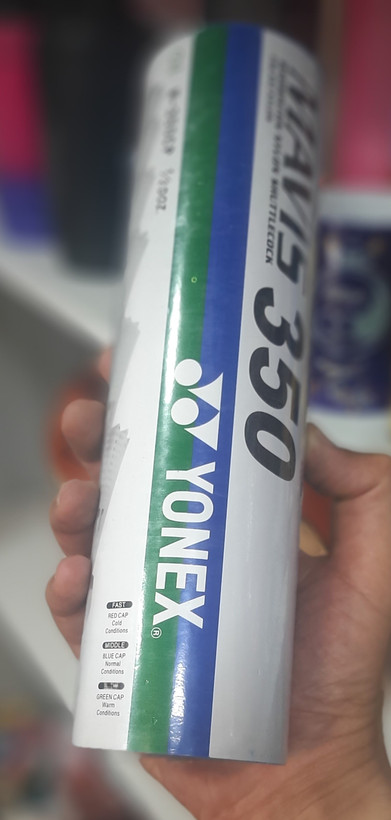 MAVIS 350
NYLON SHUTTLECOCK
YONEX®
FAST
RED CAP
Cold
Conditions
MIDDLE
BLUE CAP
Normal
Conditions
SLOW
GREEN CAP
Warm
Conditions